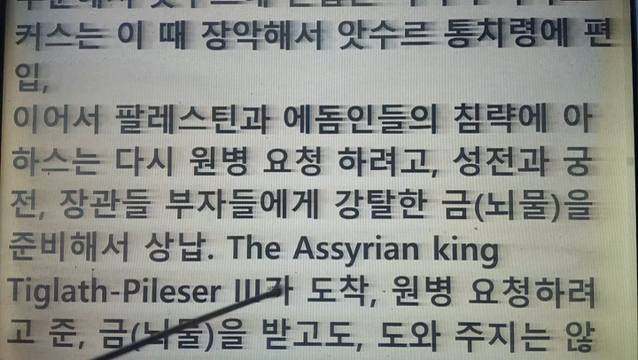 커스는 이 때 장악해서 앗수르 통치령에 편
입,
이어서 팔레스틴과 에돔인들의 침략에 아
하스는 다시 원병 요청 하려고, 성전과 궁
전, 장관들 부자들에게 강탈한 금(뇌물)을
준비해서 상납. The Assyrian king
Tiglath-Pileser III가 도착, 원병 요청하려
고 준, 금(뇌물)을 받고도, 도와 주지는 않